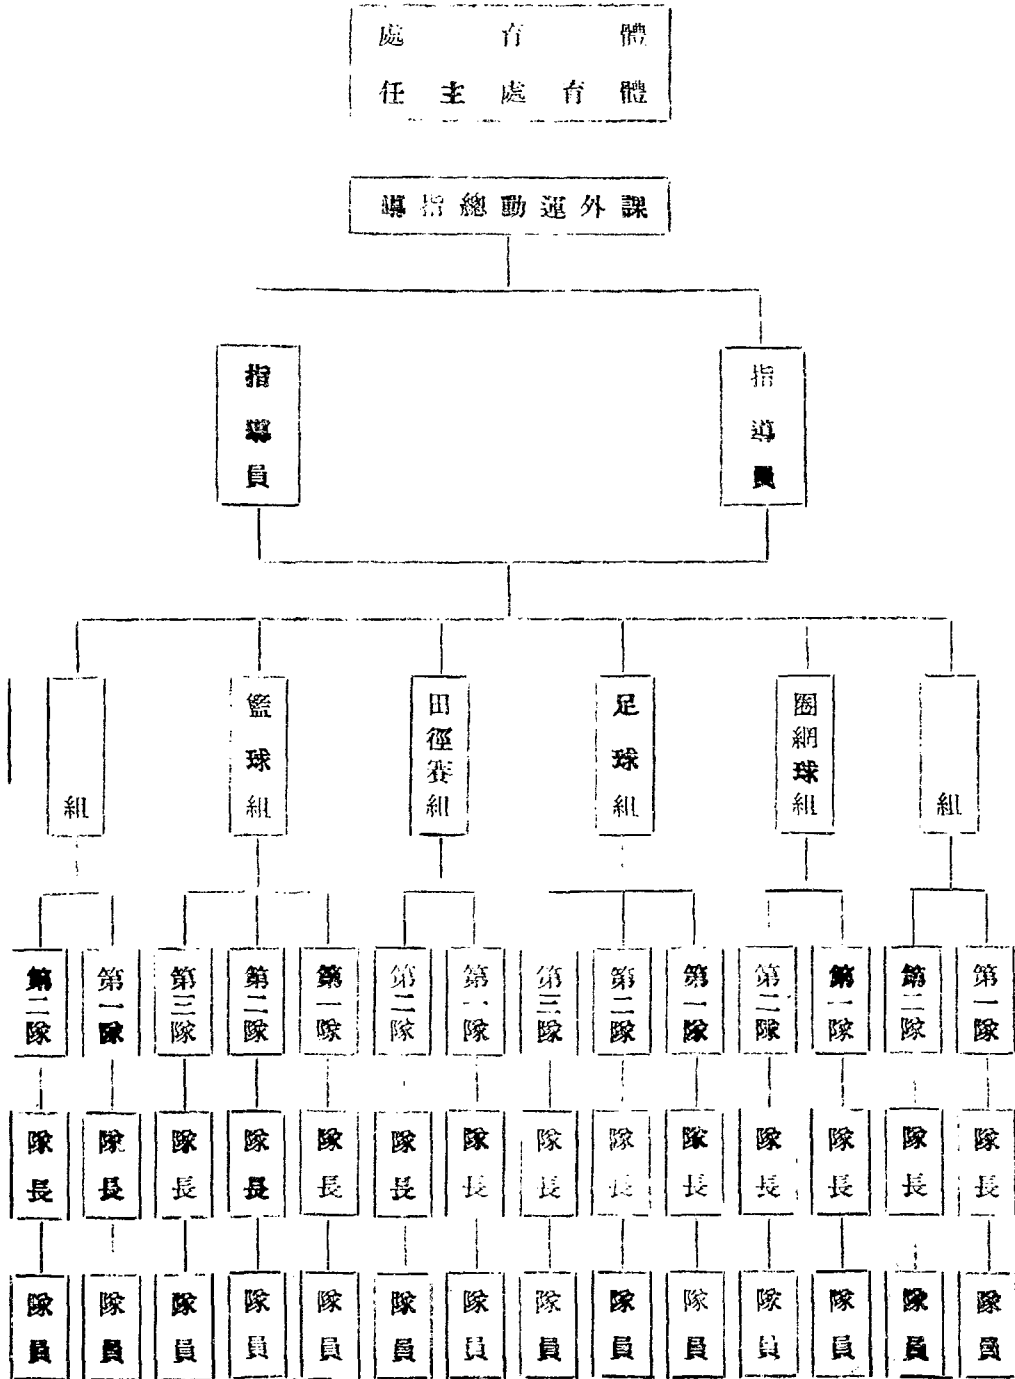 體育處
體育處主任
課外運動總指導
指導員
指導員
組
圈網球組
足球組
田徑賽組
籃球組
組
第一隊
第二隊
第一隊
第二隊
第一隊
第二隊
第三隊
第一隊
第二隊
第一隊
第二隊
第三隊
第一隊
第二隊
隊長
隊長
隊長
隊長
隊長
隊長
隊長
隊長
隊長
隊長
隊長
隊長
隊長
隊長
隊員
隊員
隊員
隊員
隊員
隊員
隊員
隊員
隊員
隊員
隊員
隊員
隊員
隊員